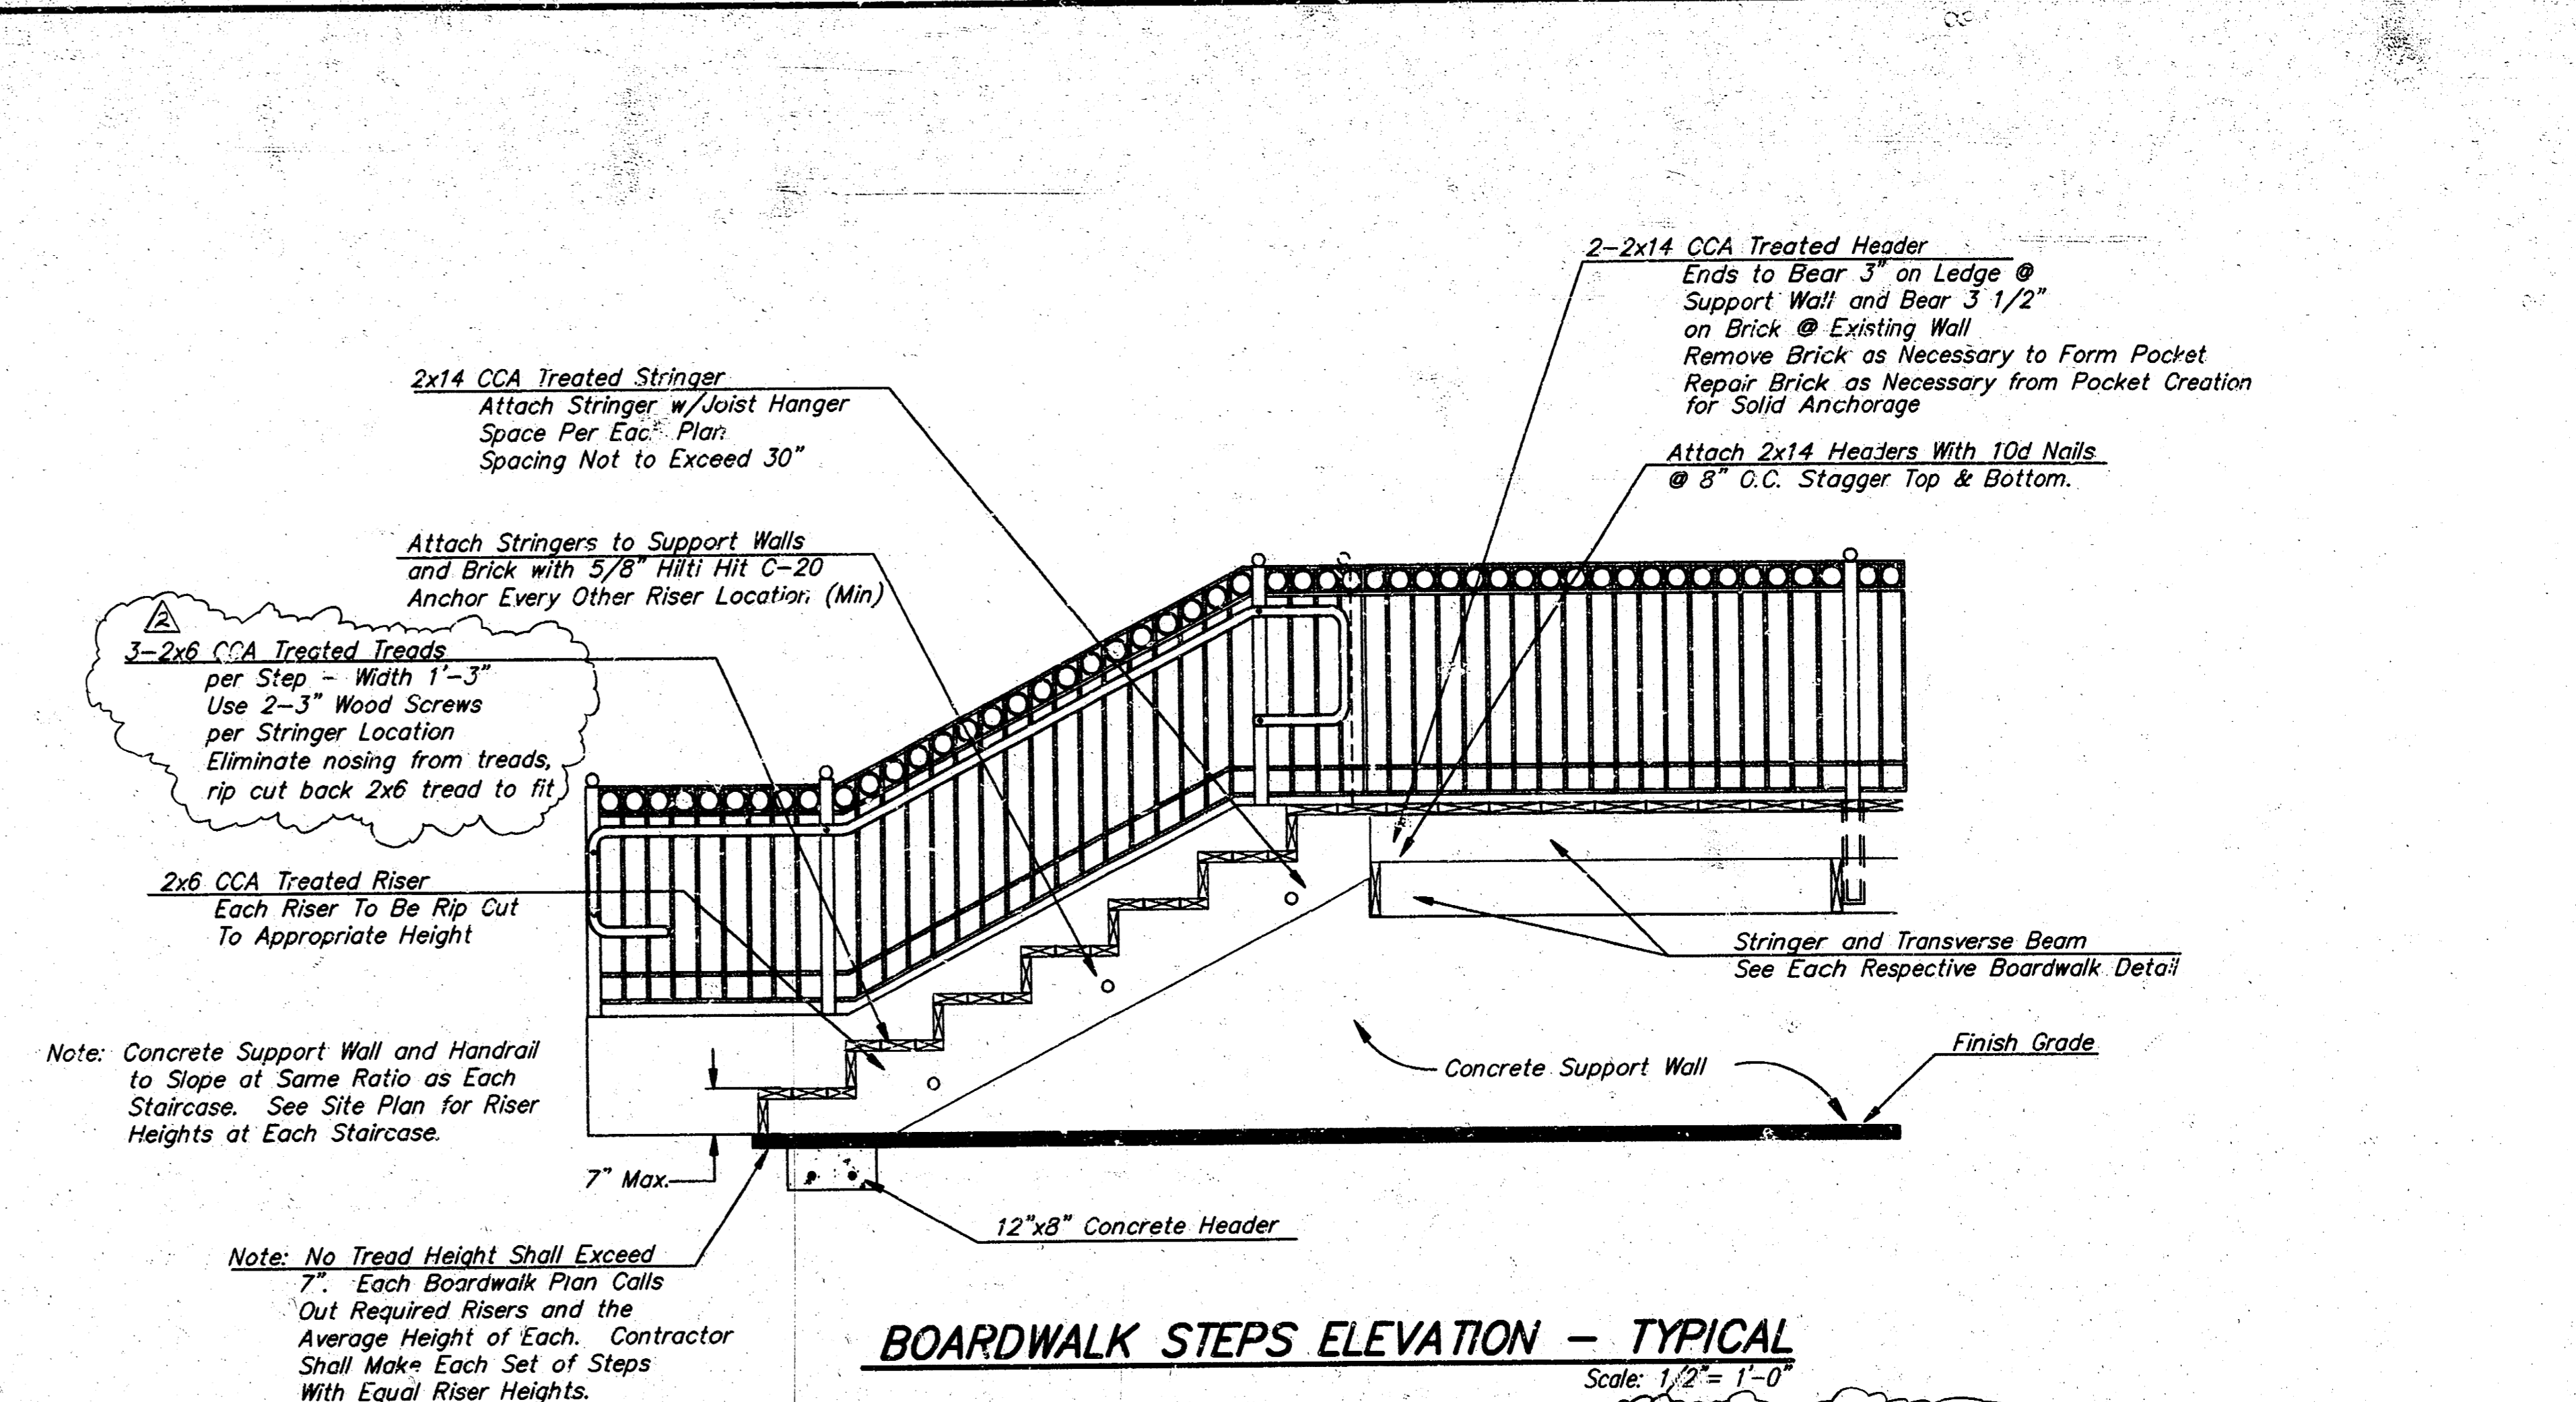 2-2x14 CCA Treated Header
Ends to Bear 3" on Ledge @
Support Wall and Bear 3 1/2"
on Brick @ Existing Wall
Remove Brick as Necessary to Form Pocket
Repair Brick as Necessary from Pocket Creation
for Solid Anchorage
2x14 CCA Treated Stringer
Attach Stringer w/Joist Hanger
Space Per Each Plan
Spacing Not to Exceed 30"
Attach 2x14 Headers With 10d Nails
@ 8" O.C. Stagger Top & Bottom.
Attach Stringers to Support Walls
and Brick with 5/8" Hilti Hit C-20
Anchor Every Other Riser Location (Min)
2
3-2x6 CCA Treated Treads
per Step - Width 1'-3"
Use 2-3" Wood Screws
per Stringer Location
Eliminate nosing from treads,
rip cut back 2x6 tread to fit
2x6 CCA Treated Riser
Each Riser To Be Rip Cut
To Appropriate Height
Stringer and Transverse Beam
See Each Respective Boardwalk Detail
Note: Concrete Support Wall and Handrail
to Slope at Same Ratio as Each
Staircase. See Site Plan for Riser
Heights at Each Staircase.
Finish Grade
Concrete Support Wall
7" Max.
12"x8" Concrete Header
Note: No Tread Height Shall Exceed
7". Each Boardwalk Plan Calls
Out Required Risers and the
Average Height of Each. Contractor
Shall Make Each Set of Steps
With Equal Riser Heights.
BOARDWALK STEPS ELEVATION - TYPICAL
Scale: 1/2"= 1'-0"